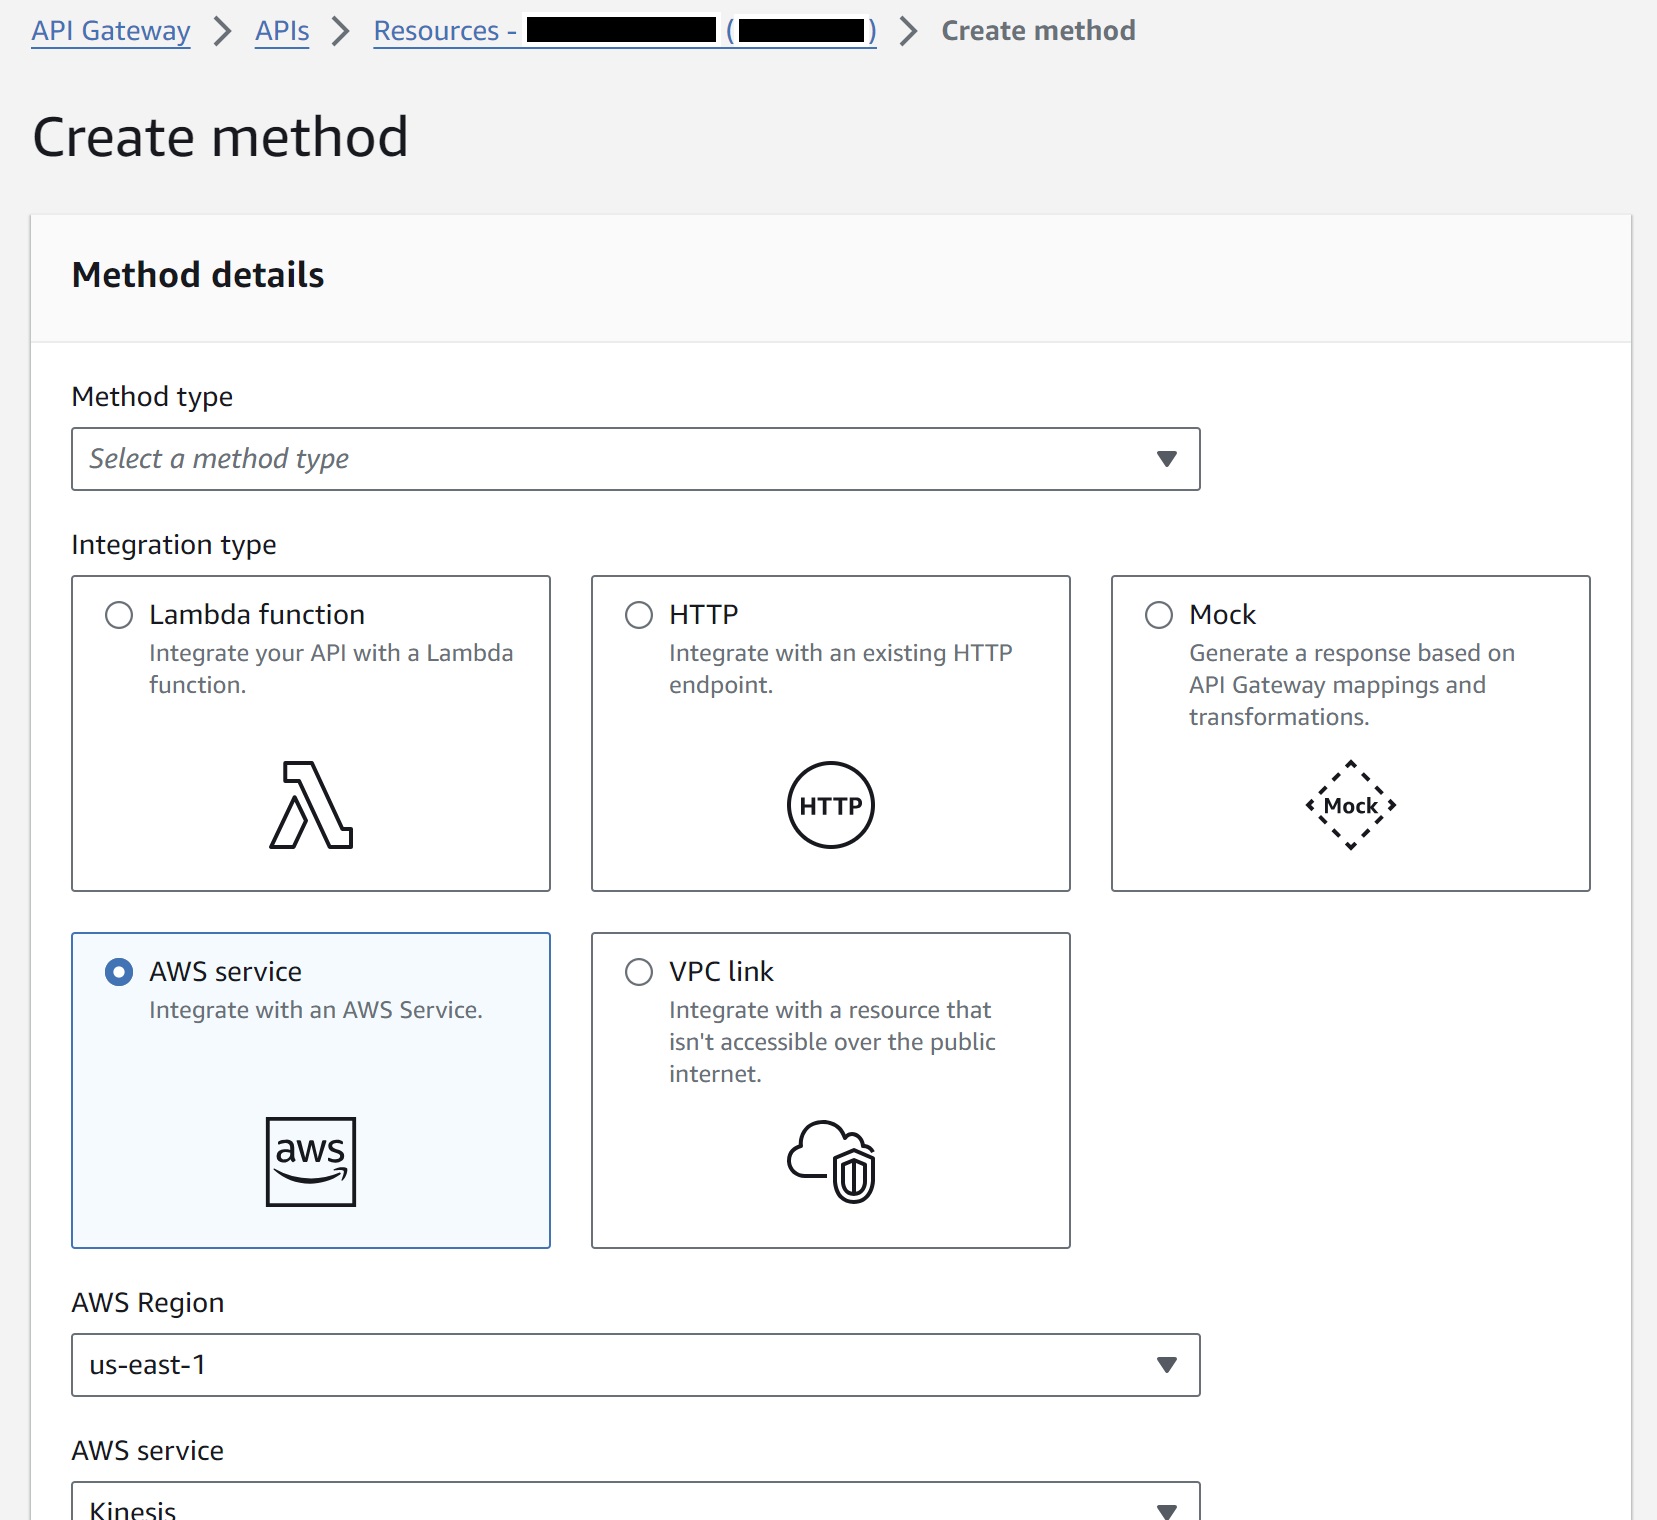 API Gateway > APIs > Resources - ( ) > Create method
Create method
Method details
Method type
Select a method type
Integration type
Lambda function
Integrate your API with a Lambda
function.
HTTP
Integrate with an existing HTTP
endpoint.
HTTP
Mock
Generate a response based on
API Gateway mappings and
transformations.
Mock
AWS service
Integrate with an AWS Service.
aws
VPC link
Integrate with a resource that
isn't accessible over the public
internet.
AWS Region
us-east-1
AWS service
Kinesis